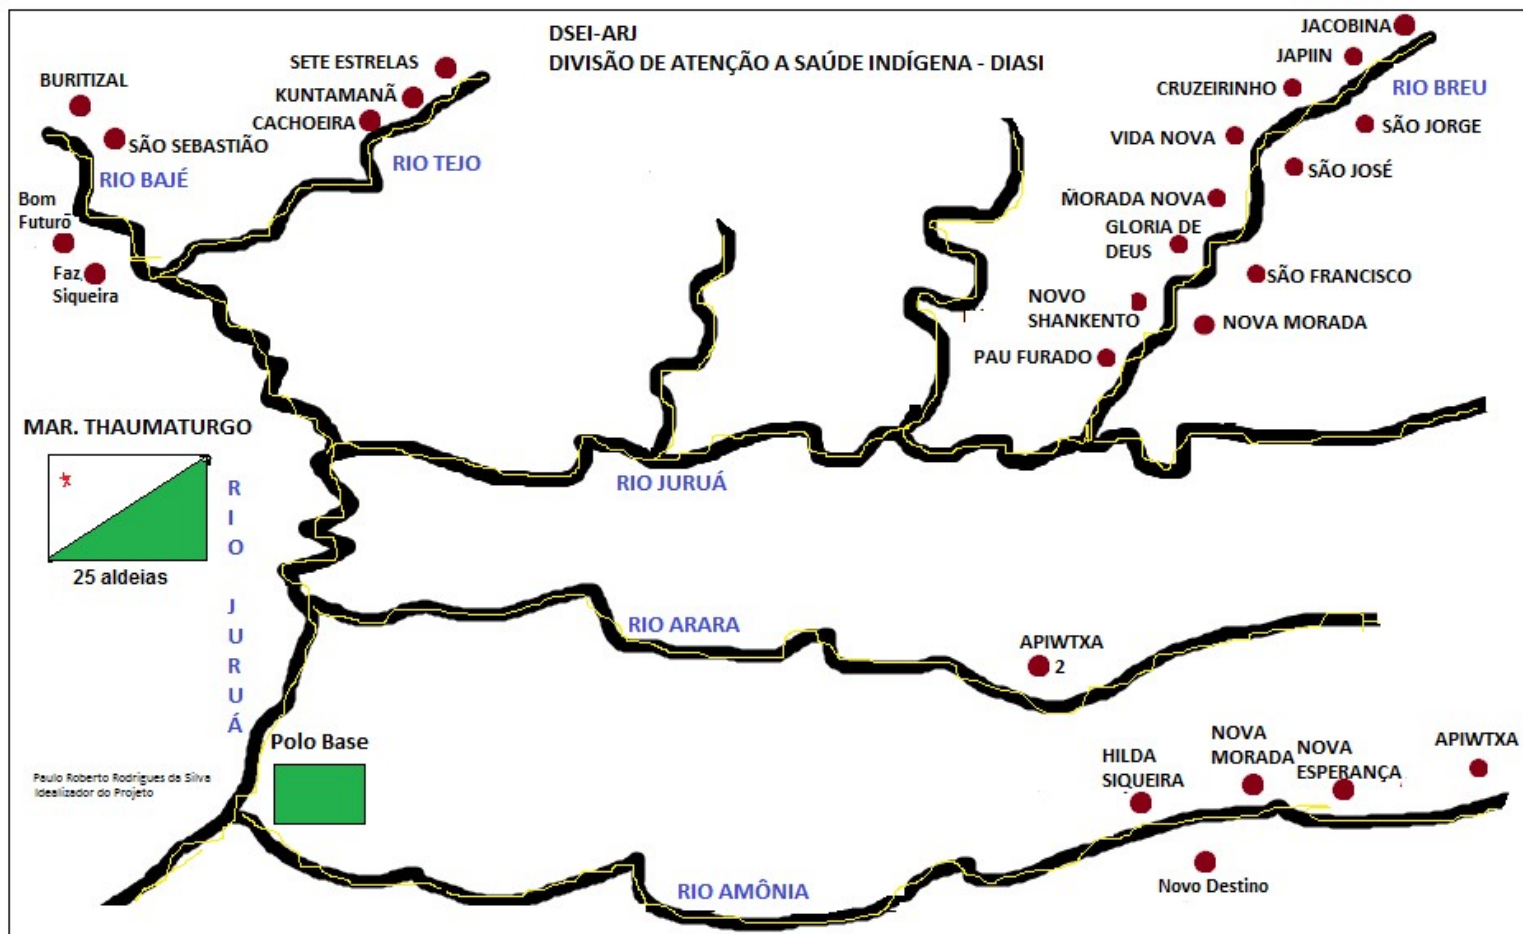 DSEI-ARJ
DIVISÃO DE ATENÇÃO A SAÚDE INDÍGENA - DIASI
BURITIZAL
SÃO SEBASTIÃO
RIO BAJÉ
Bom
Futuro
Faz.
Siqueira
SETE ESTRELAS
KUNTAMANÃ
CACHOEIRA
RIO TEJO
JACOBINA
JAPIIN
CRUZEIRINHO
RIO BREU
VIDA NOVA
SÃO JORGE
SÃO JOSÉ
MORADA NOVA
GLORIA DE
DEUS
SÃO FRANCISCO
NOVO
SHANKENTO
NOVA MORADA
PAU FURADO
MAR. THAUMATURGO
25 aldeias
RIO JURUÁ
R
I
O
J
U
R
U
Á
RIO ARARA
APIWTXA
2
Polo Base
Paulo Roberto Rodrigues da Silva
Idealizador do Projeto
HILDA
SIQUEIRA
NOVA
MORADA
NOVA
ESPERANÇA
APIWTXA
Novo Destino
RIO AMÔNIA